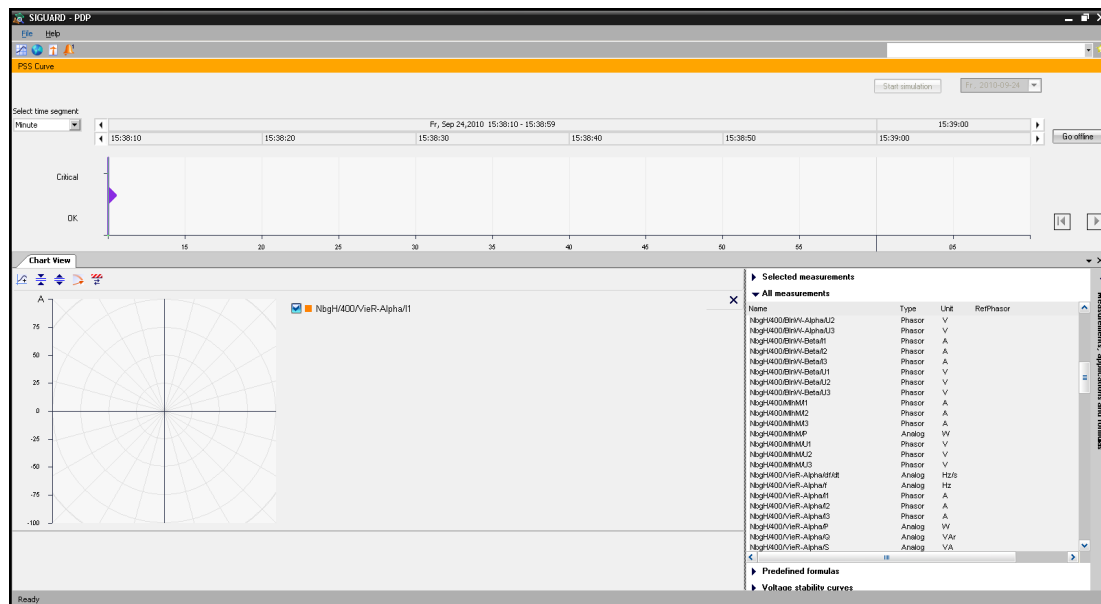 SIGUARD - PDP
File Help
PSS Curve
Start simulation Fr, 2010-09-24
Select time segment
Minute
Fr, Sep 24,2010 15:38:10 - 15:38:59 15:39:00
15:38:10 15:38:20 15:38:30 15:38:40 15:38:50 15:39:00
Go offline
Critical
OK
15 20 25 30 35 40 45 50 55 05
Chart View
A
75
50
25
0
-25
-50
-75
-100
NbgH/400/VieR-Alpha/I1
Selected measurements
All measurements
Name Type Unit RefPhasor
NbgH/400/BlnW-Alpha/U2 Phasor V
NbgH/400/BlnW-Alpha/U3 Phasor V
NbgH/400/BlnW-Beta/I1 Phasor A
NbgH/400/BlnW-Beta/I2 Phasor A
NbgH/400/BlnW-Beta/I3 Phasor A
NbgH/400/BlnW-Beta/U1 Phasor V
NbgH/400/BlnW-Beta/U2 Phasor V
NbgH/400/BlnW-Beta/U3 Phasor V
NbgH/400/MlhM/I1 Phasor A
NbgH/400/MlhM/I2 Phasor A
NbgH/400/MlhM/I3 Phasor A
NbgH/400/MlhM/P Analog W
NbgH/400/MlhM/U1 Phasor V
NbgH/400/MlhM/U2 Phasor V
NbgH/400/MlhM/U3 Phasor V
NbgH/400/VieR-Alpha/df/dt Analog Hz/s
NbgH/400/VieR-Alpha/f Analog Hz
NbgH/400/VieR-Alpha/I1 Phasor A
NbgH/400/VieR-Alpha/I2 Phasor A
NbgH/400/VieR-Alpha/I3 Phasor A
NbgH/400/VieR-Alpha/P Analog W
NbgH/400/VieR-Alpha/Q Analog VAr
NbgH/400/VieR-Alpha/S Analog VA
Predefined formulas
Voltage stability curves
Measurements, applications and formulas
Ready